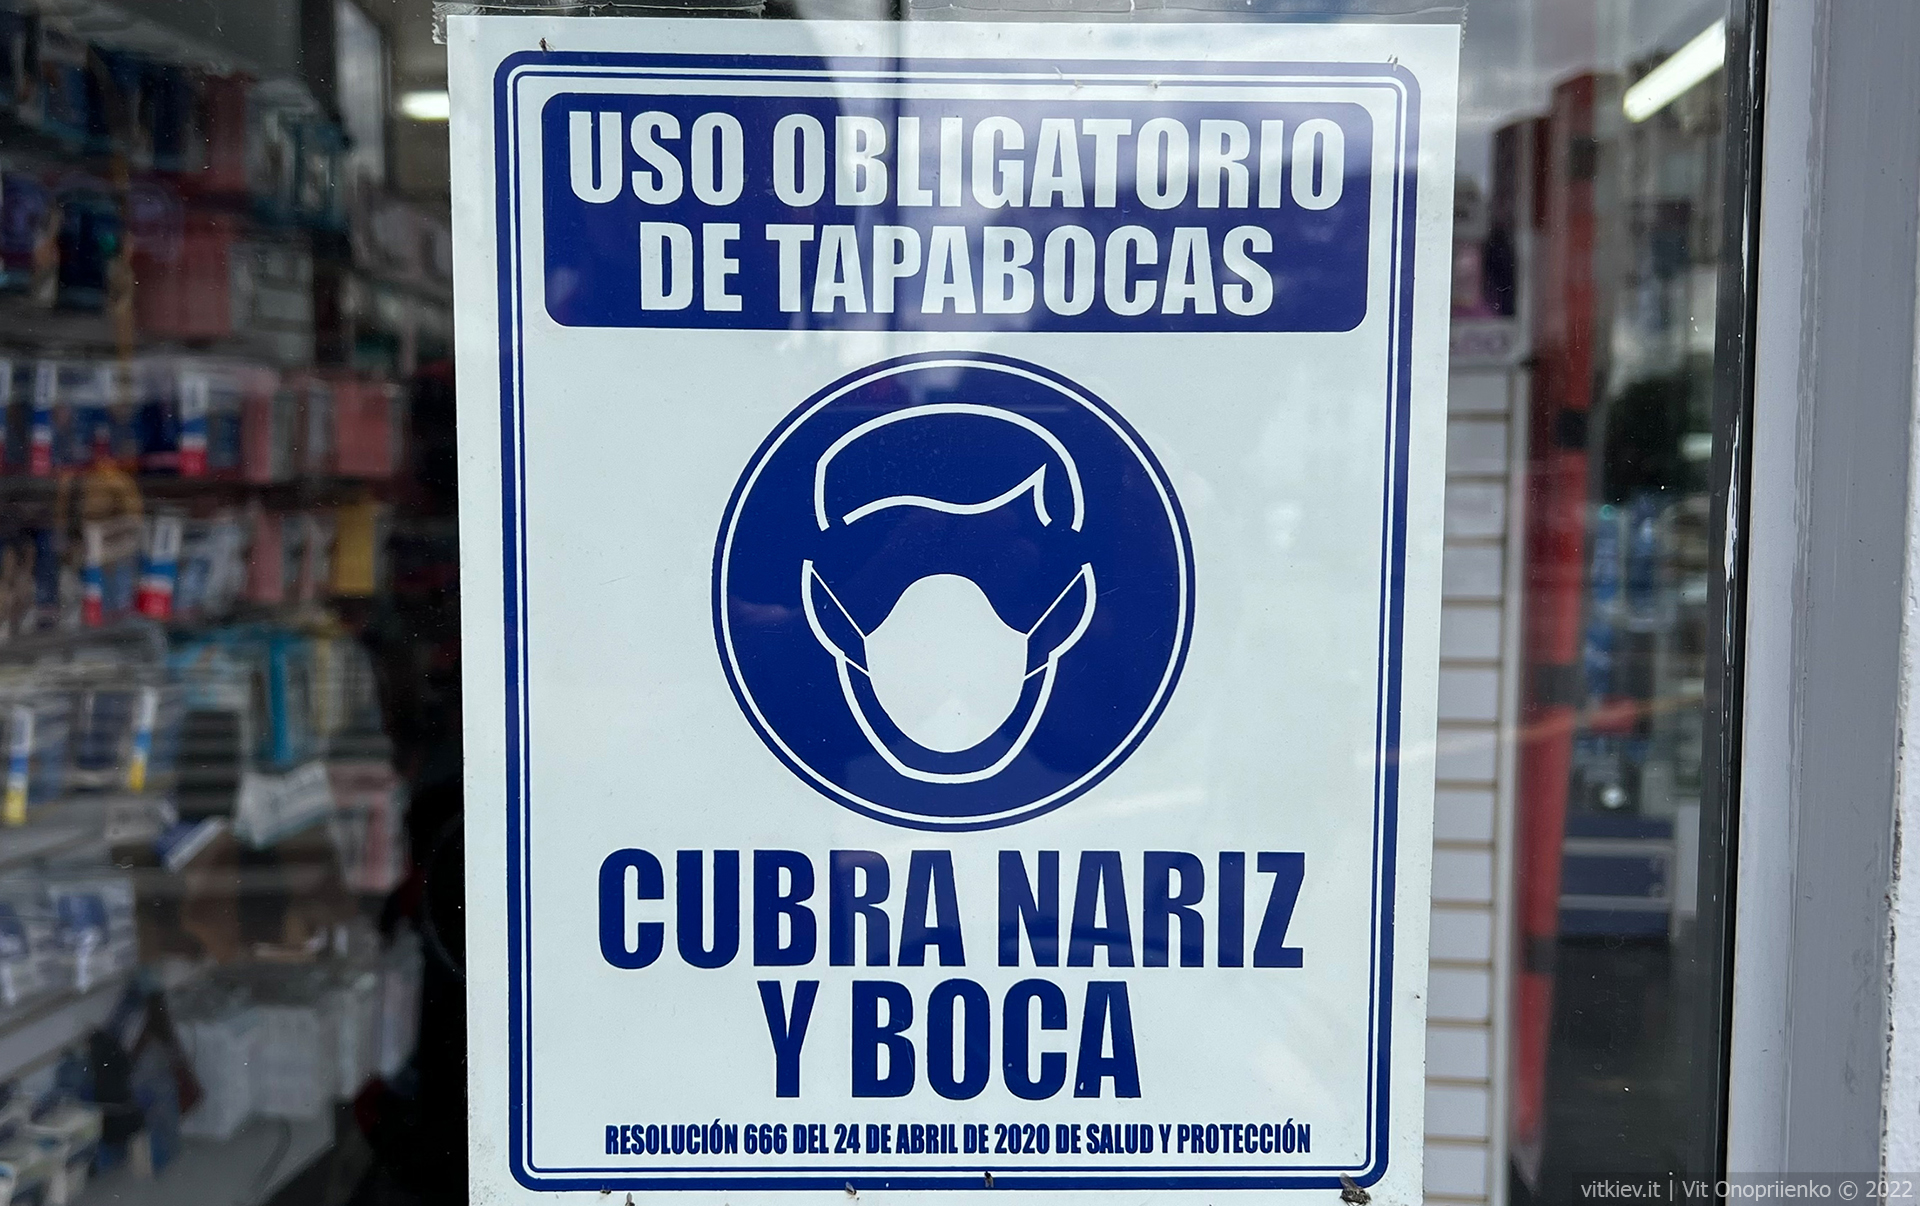 USO OBLIGATORIO
DE TAPABOCAS
CUBRA NARIZ
Y BOCA
RESOLUCIÓN 666 DEL 24 DE ABRIL DE 2020 DE SALUD Y PROTECCIÓN
vitkiev.it | Vit Onopriienko © 2022